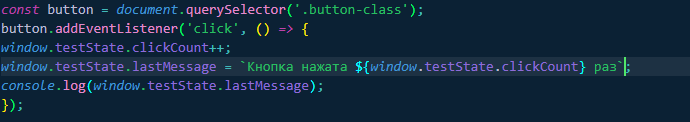 const button = document.querySelector('.button-class');
button.addEventListener('click', () => {
window.testState.clickCount++;
window.testState.lastMessage = `Кнопка нажата ${window.testState.clickCount} раз`;
console.log(window.testState.lastMessage);
});